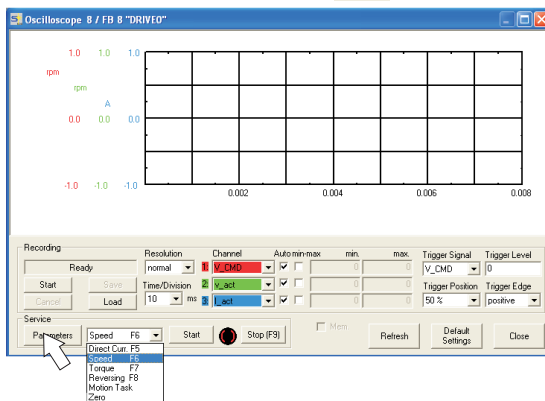 Oscilloscope 8 / FB 8 "DRIVE0"
1.0 1.0 1.0
rpm
rpm
A
0.0 0.0 0.0
-1.0 -1.0 -1.0
0.002 0.004 0.006 0.008
Recording
Resolution Channel Auto min-max min. max. Trigger Signal Trigger Level
Ready normal 1: V_CMD 0 0 V_CMD 0
Start Save Time/Division 2: v_act 0 0 Trigger Position Trigger Edge
Cancel Load 10 ms 3: I_act 0 0 50 % positive
Service
Parameters Speed F6 Start Stop (F9) Mem Refresh Default Settings Close
Direct Curr. F5
Speed F6
Torque F7
Reversing F8
Motion Task
Zero